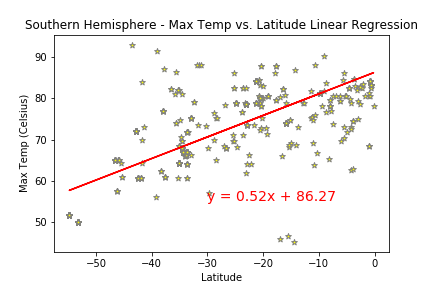 Southern Hemisphere - Max Temp vs. Latitude Linear Regression
90
80
70
60
50
Max Temp (Celsius)
y = 0.52x + 86.27
−50
−40
−30
−20
−10
0
Latitude